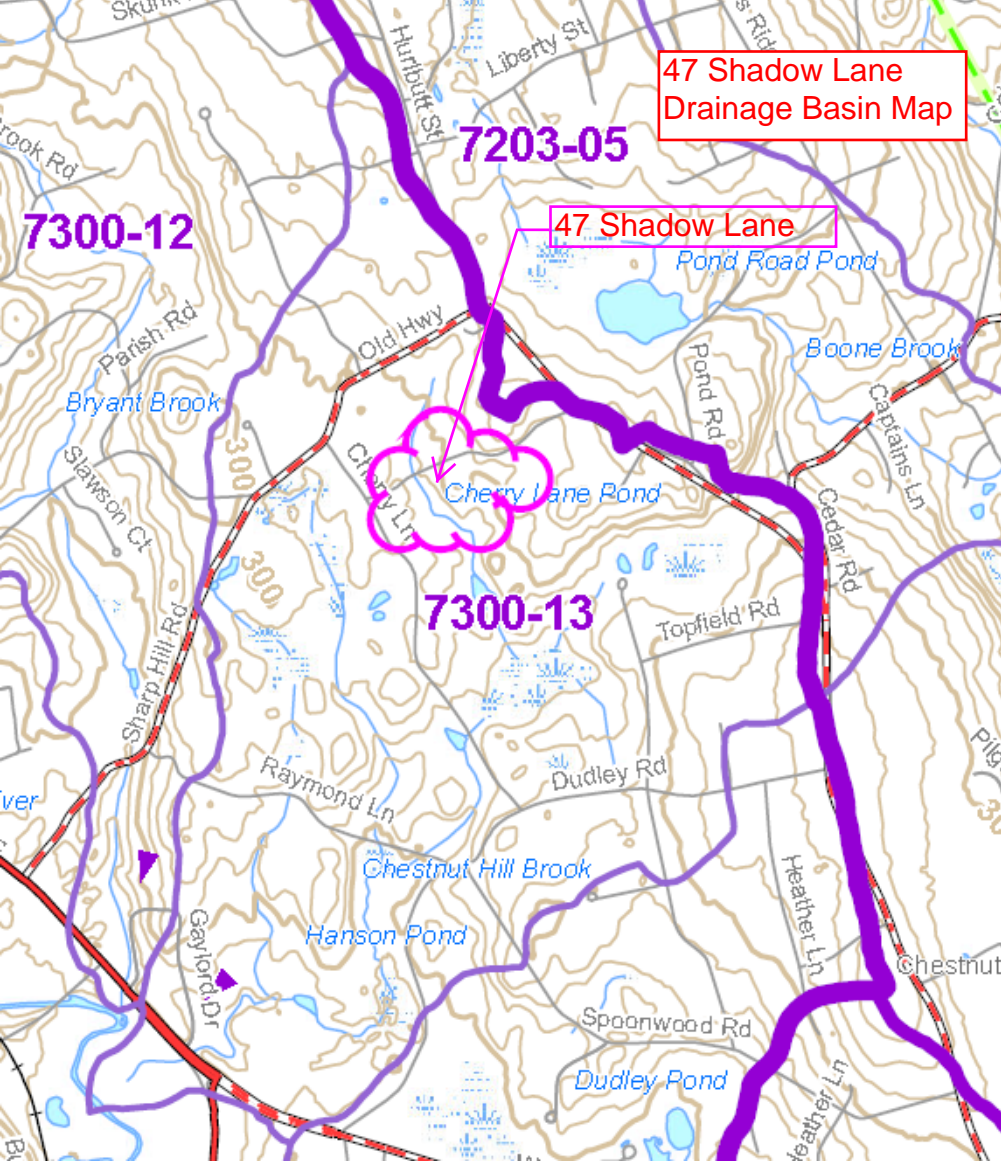 Hurlbutt St
Liberty St
47 Shadow Lane
Drainage Basin Map
7203-05
7300-12
47 Shadow Lane
Pond Road Pond
Parish Rd
Old Hwy
Pond Rd
Boone Brook
Bryant Brook
300
Captains Ln
Slawson Ct
Cherry Ln
Cherry Lane Pond
Cedar Rd
300
7300-13
Topfield Rd
Sharp Hill Rd
Raymond Ln
Dudley Rd
Chestnut Hill Brook
Heather Ln
Hanson Pond
Gaylord Dr
Chestnut
Spoonwood Rd
Dudley Pond
Heather Ln